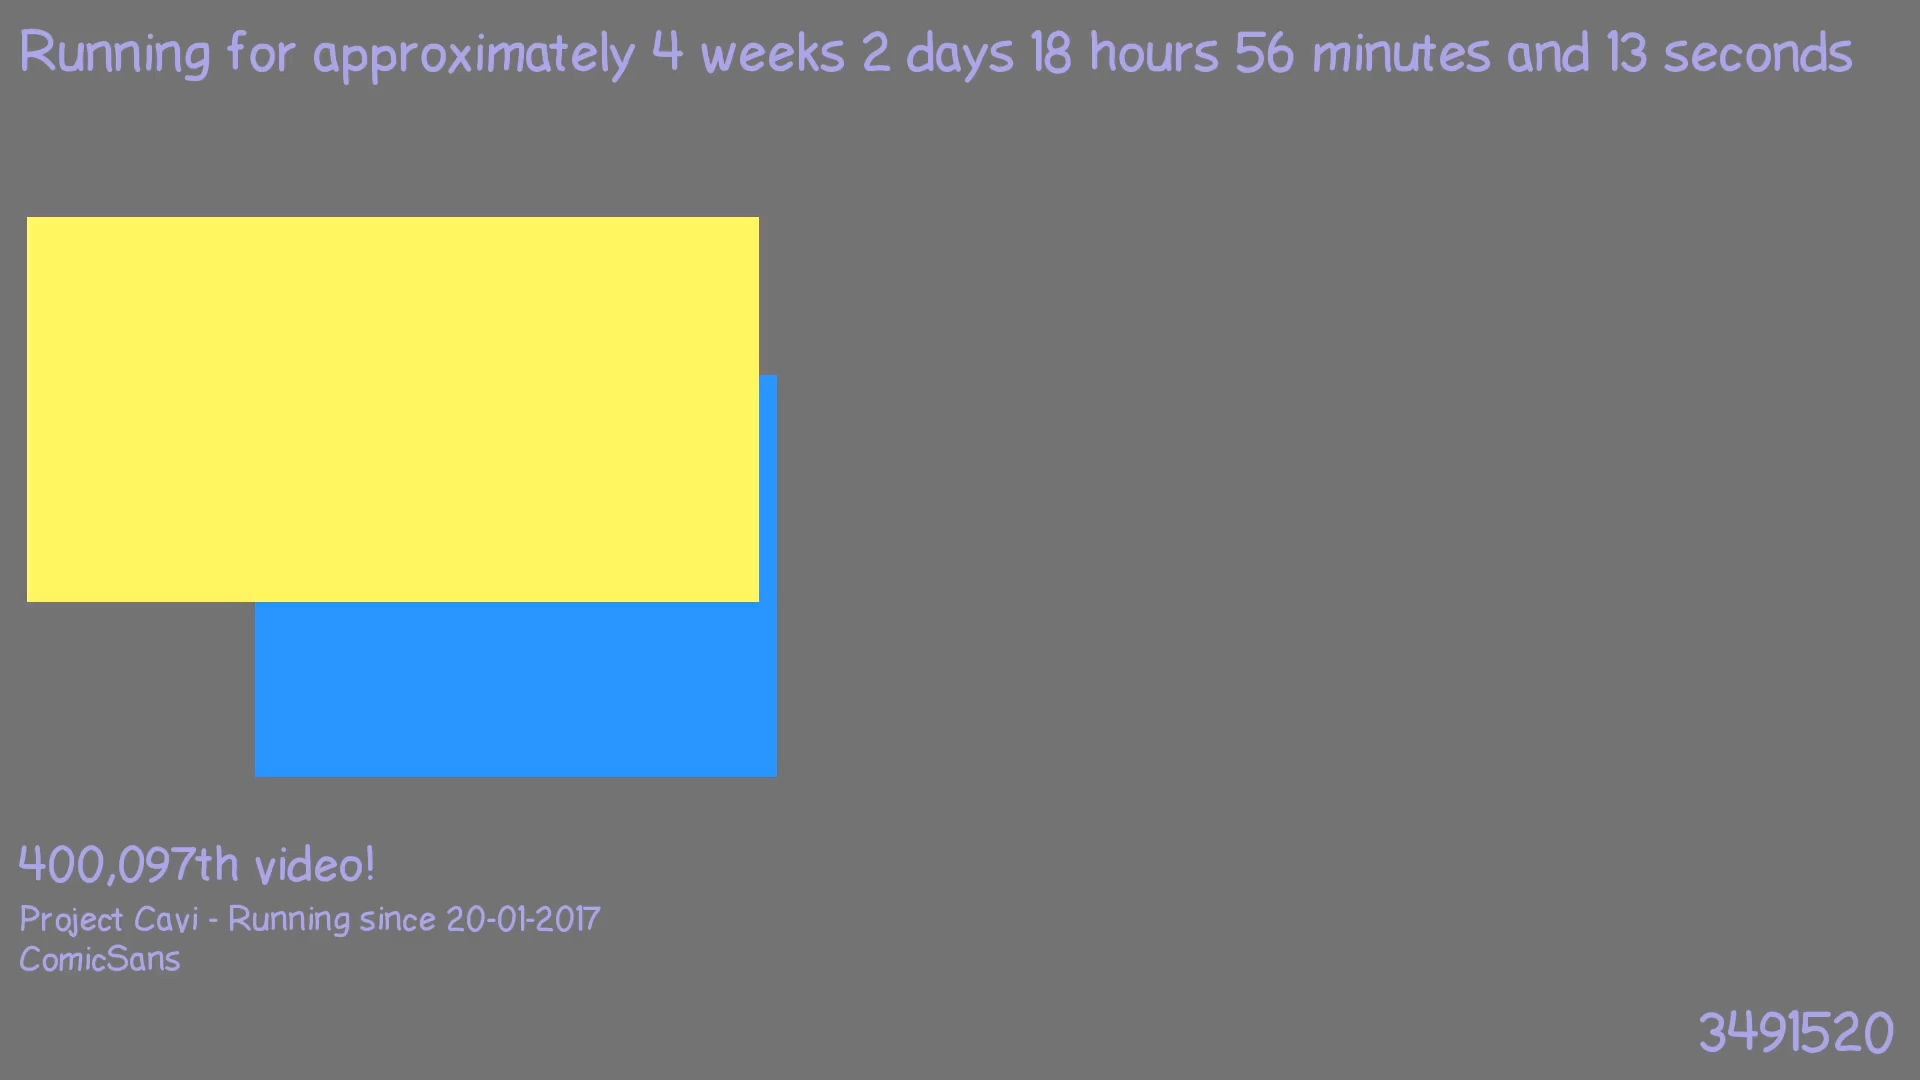 Running for approximately 4 weeks 2 days 18 hours 56 minutes and 13 seconds
400,097th video!
Project Cavi - Running since 20-01-2017
ComicSans
3491520